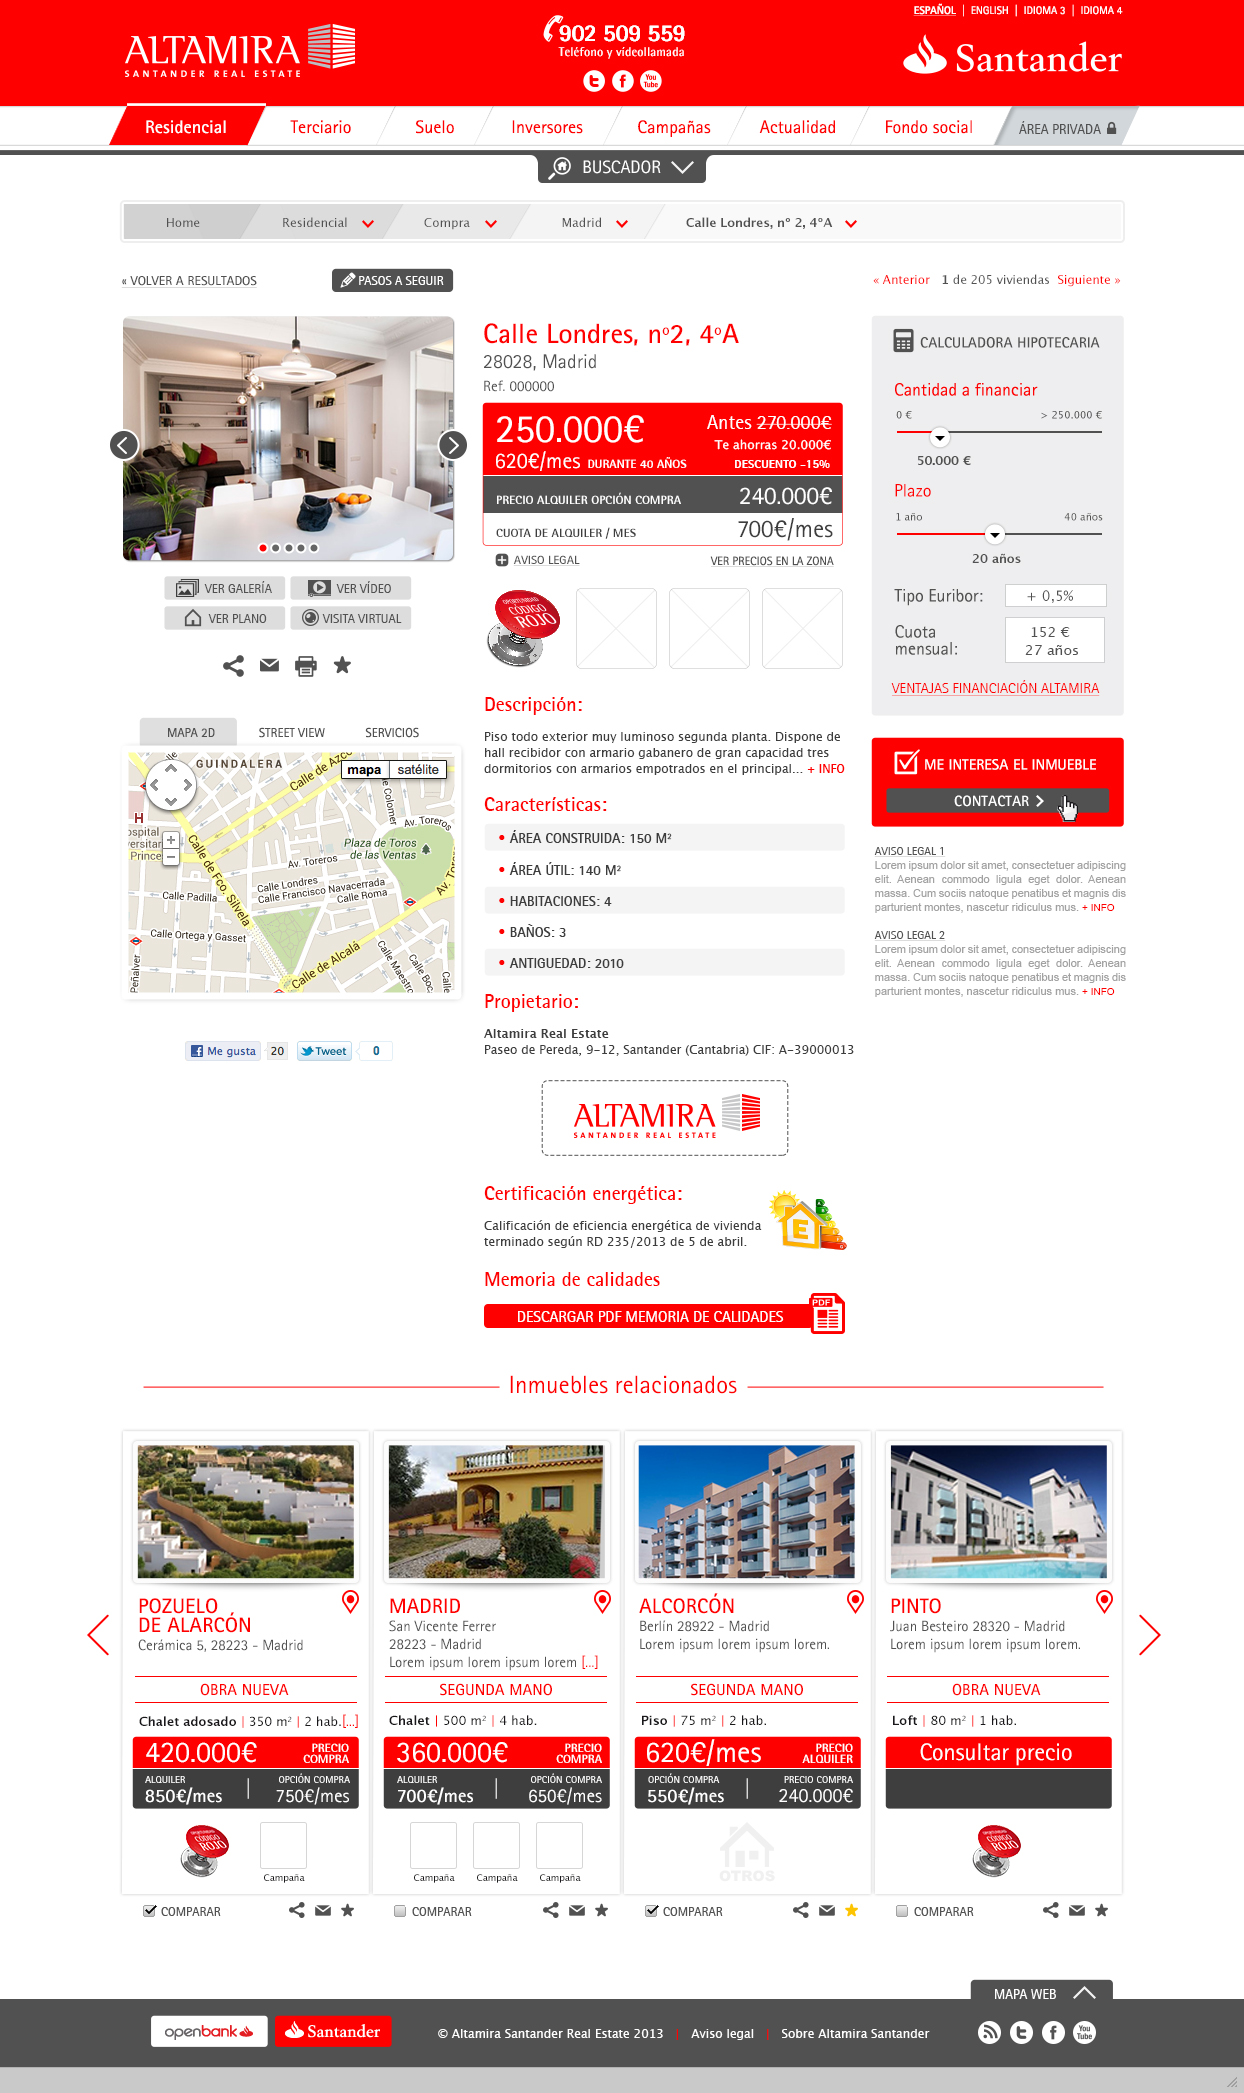 ESPAÑOL | ENGLISH | IDIOMA 3 | IDIOMA 4
ALTAMIRA
SANTANDER REAL ESTATE
902 509 559
Teléfono y vídeollamada
You Tube
Santander
Residencial
Terciario
Suelo
Inversores
Campañas
Actualidad
Fondo social
ÁREA PRIVADA
BUSCADOR
Home
Residencial
Compra
Madrid
Calle Londres, nº 2, 4ºA
« VOLVER A RESULTADOS
PASOS A SEGUIR
« Anterior 1 de 205 viviendas Siguiente »
VER GALERÍA
VER VÍDEO
VER PLANO
VISITA VIRTUAL
MAPA 2D
STREET VIEW
SERVICIOS
GUINDALERA
Calle de Azco
mapa
satélite
Calle de Colomer
Av. Toreros
Plaza de Toros
de las Ventas
H
ospital
versitar
Prince
Av. Toreros
Av. To
Calle de Fco. Silvela
Calle Londres
Calle Francisco Navacerrada
Calle Roma
Calle Padilla
Calle Ortega y Gasset
Calle de Alcalá
Calle Maestro
Calle Boc
Peñalver
Me gusta
20
Tweet
0
Calle Londres, nº2, 4ºA
28028, Madrid
Ref. 000000
250.000€
Antes 270.000€
Te ahorras 20.000€
620€/mes DURANTE 40 AÑOS
DESCUENTO -15%
PRECIO ALQUILER OPCIÓN COMPRA
240.000€
CUOTA DE ALQUILER / MES
700€/mes
AVISO LEGAL
VER PRECIOS EN LA ZONA
OPORTUNIDAD
CÓDIGO
ROJO
Descripción:
Piso todo exterior muy luminoso segunda planta. Dispone de
hall recibidor con armario gabanero de gran capacidad tres
dormitorios con armarios empotrados en el principal... + INFO
Características:
• ÁREA CONSTRUIDA: 150 M²
• ÁREA ÚTIL: 140 M²
• HABITACIONES: 4
• BAÑOS: 3
• ANTIGUEDAD: 2010
Propietario:
Altamira Real Estate
Paseo de Pereda, 9-12, Santander (Cantabria) CIF: A-39000013
ALTAMIRA
SANTANDER REAL ESTATE
Certificación energética:
Calificación de eficiencia energética de vivienda
terminado según RD 235/2013 de 5 de abril.
E
B
Memoria de calidades
DESCARGAR PDF MEMORIA DE CALIDADES
PDF
CALCULADORA HIPOTECARIA
Cantidad a financiar
0 €
> 250.000 €
50.000 €
Plazo
1 año
40 años
20 años
Tipo Euribor:
+ 0,5%
Cuota
mensual:
152 €
27 años
VENTAJAS FINANCIACIÓN ALTAMIRA
ME INTERESA EL INMUEBLE
CONTACTAR
AVISO LEGAL 1
Lorem ipsum dolor sit amet, consectetuer adipiscing
elit. Aenean commodo ligula eget dolor. Aenean
massa. Cum sociis natoque penatibus et magnis dis
parturient montes, nascetur ridiculus mus. + INFO
AVISO LEGAL 2
Lorem ipsum dolor sit amet, consectetuer adipiscing
elit. Aenean commodo ligula eget dolor. Aenean
massa. Cum sociis natoque penatibus et magnis dis
parturient montes, nascetur ridiculus mus. + INFO
Inmuebles relacionados
POZUELO
DE ALARCÓN
Cerámica 5, 28223 - Madrid
OBRA NUEVA
Chalet adosado | 350 m² | 2 hab.[...]
420.000€
PRECIO
COMPRA
ALQUILER
850€/mes
OPCIÓN COMPRA
750€/mes
CÓDIGO
ROJO
Campaña
COMPARAR
MADRID
San Vicente Ferrer
28223 - Madrid
Lorem ipsum lorem ipsum lorem [...]
SEGUNDA MANO
Chalet | 500 m² | 4 hab.
360.000€
PRECIO
COMPRA
ALQUILER
700€/mes
OPCIÓN COMPRA
650€/mes
Campaña
Campaña
Campaña
COMPARAR
ALCORCÓN
Berlín 28922 - Madrid
Lorem ipsum lorem ipsum lorem.
SEGUNDA MANO
Piso | 75 m² | 2 hab.
620€/mes
PRECIO
ALQUILER
OPCIÓN COMPRA
550€/mes
PRECIO COMPRA
240.000€
OTROS
COMPARAR
PINTO
Juan Besteiro 28320 - Madrid
Lorem ipsum lorem ipsum lorem.
OBRA NUEVA
Loft | 80 m² | 1 hab.
Consultar precio
CÓDIGO
ROJO
COMPARAR
MAPA WEB
openbank
Santander
© Altamira Santander Real Estate 2013 | Aviso legal | Sobre Altamira Santander
You Tube